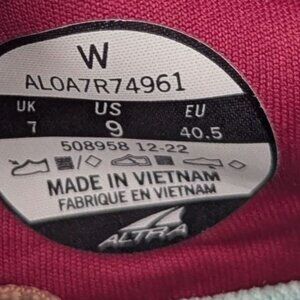 W
AL0A7R74961
UK US EU
7 9 40.5
508958 12-22
MADE IN VIETNAM
FABRIQUE EN VIETNAM
ALTRA